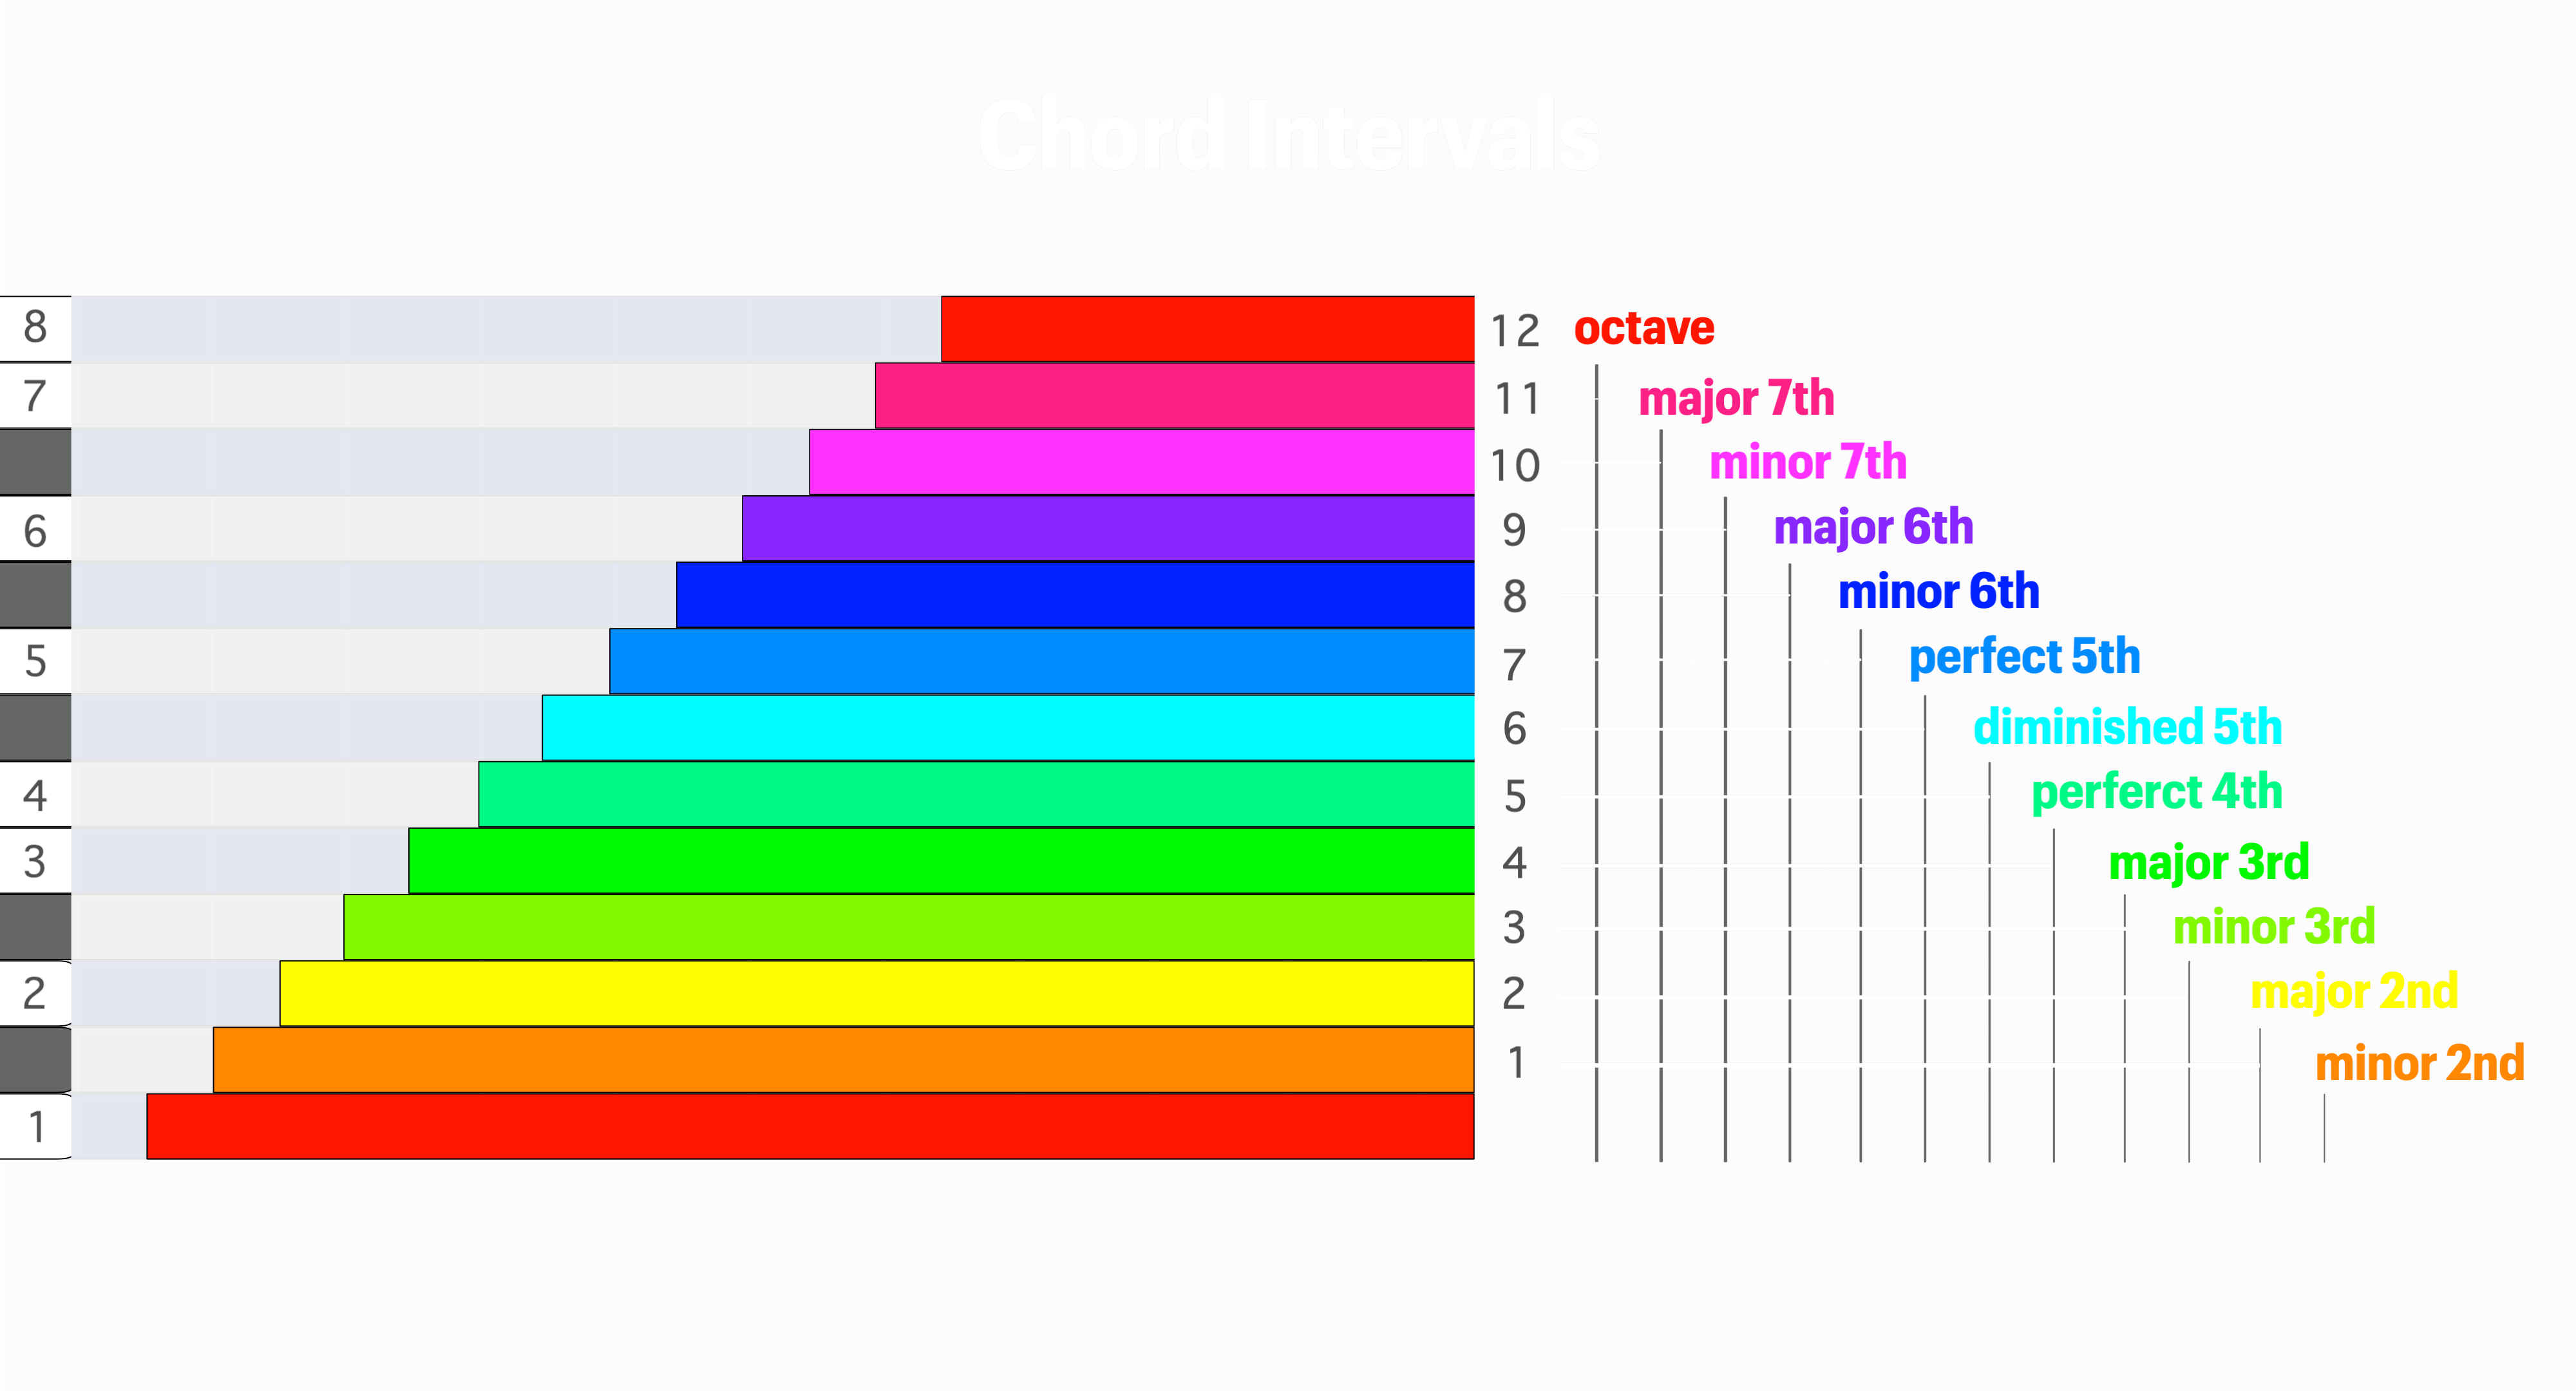 Chord Intervals
8 12 octave
7 11 major 7th
10 minor 7th
6 9 major 6th
8 minor 6th
5 7 perfect 5th
6 diminished 5th
4 5 perferct 4th
3 4 major 3rd
3 minor 3rd
2 2 major 2nd
1 minor 2nd
1